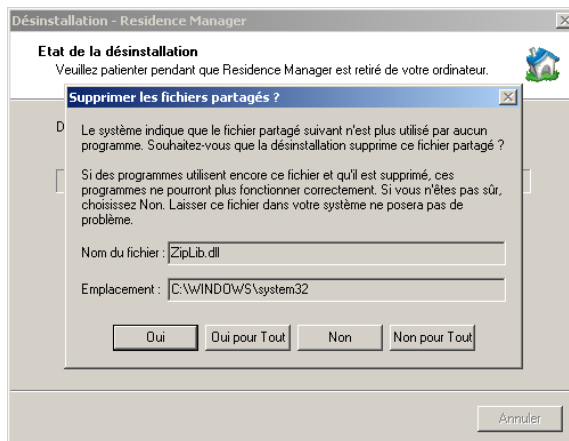 Désinstallation - Residence Manager
Etat de la désinstallation
Veuillez patienter pendant que Residence Manager est retiré de votre ordinateur.
Supprimer les fichiers partagés ?
D
Le système indique que le fichier partagé suivant n'est plus utilisé par aucun
programme. Souhaitez-vous que la désinstallation supprime ce fichier partagé ?
Si des programmes utilisent encore ce fichier et qu'il est supprimé, ces
programmes ne pourront plus fonctionner correctement. Si vous n'êtes pas sûr,
choisissez Non. Laisser ce fichier dans votre système ne posera pas de
problème.
Nom du fichier : ZipLib.dll
Emplacement : C:\WINDOWS\system32
Oui Oui pour Tout Non Non pour Tout
Annuler